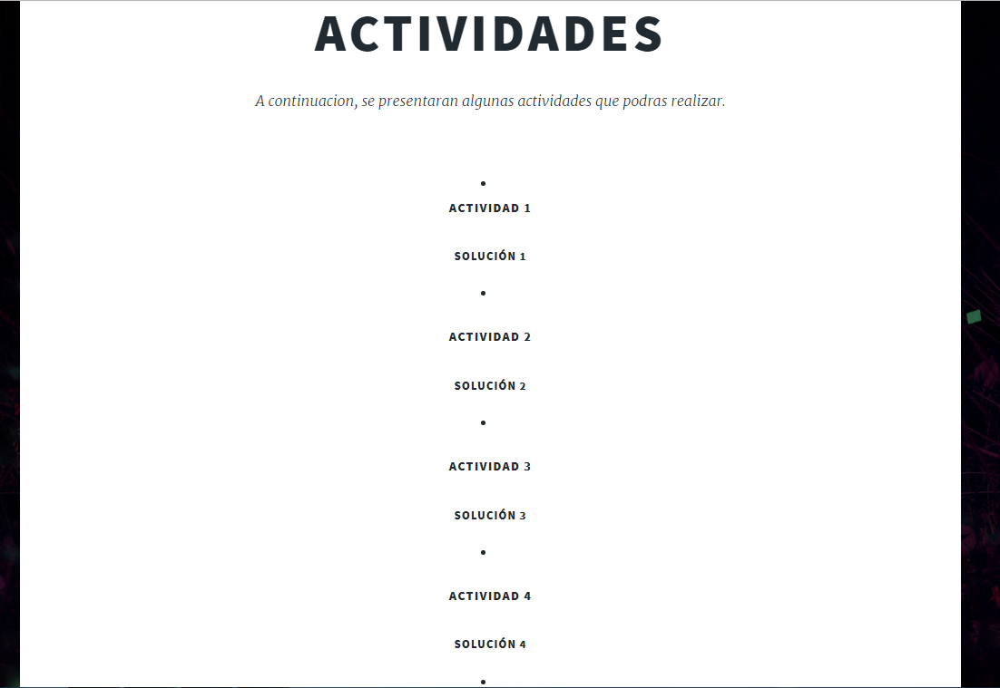 ACTIVIDADES
A continuacion, se presentaran algunas actividades que podras realizar.
•
ACTIVIDAD 1
SOLUCIÓN 1
•
ACTIVIDAD 2
SOLUCIÓN 2
•
ACTIVIDAD 3
SOLUCIÓN 3
•
ACTIVIDAD 4
SOLUCIÓN 4
•